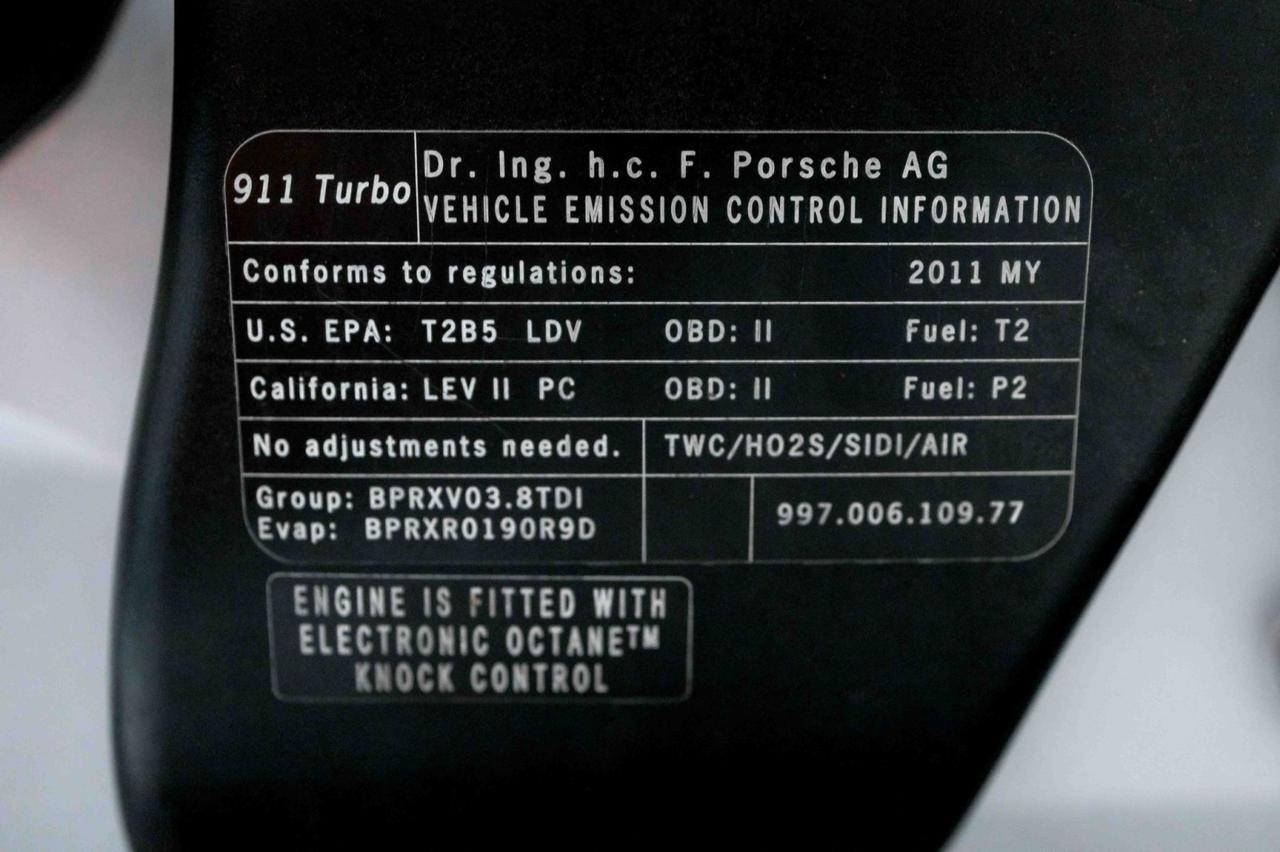 911 Turbo
Dr. Ing. h.c. F. Porsche AG
VEHICLE EMISSION CONTROL INFORMATION
Conforms to regulations: 2011 MY
U.S. EPA: T2B5 LDV OBD: II Fuel: T2
California: LEV II PC OBD: II Fuel: P2
No adjustments needed. TWC/HO2S/SIDI/AIR
Group: BPRXV03.8TDI
Evap: BPRXR0190R9D
997.006.109.77
ENGINE IS FITTED WITH
ELECTRONIC OCTANE™
KNOCK CONTROL